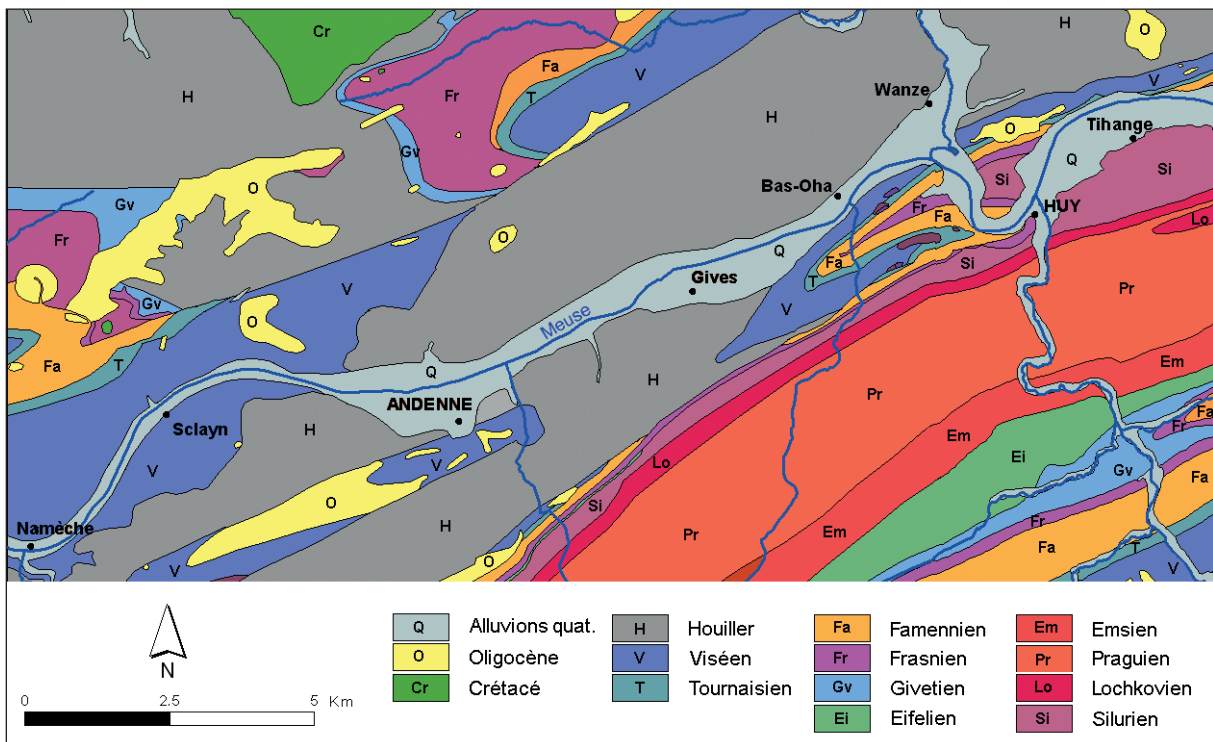 Cr
H
O
Fa
H
V
Fr
T
V
Wanze
H
O
Tihange
Gv
Q
Si
Si
O
Bas-Oha
Fr
HUY
Gv
Fa
Lo
Fr
O
Q
Fa
Si
V
Gives
T
Pr
Gv
V
O
Meuse
Fa
T
Q
H
Em
ANDENNE
Pr
Sclayn
H
Em
Fa
Fr
V
V
Lo
Ei
Gv
Fa
O
Si
Namèche
H
Pr
Em
Fr
Fa
T
V
O
V
N
0 2.5 5 Km
Q Alluvions quat.
O Oligocène
Cr Crétacé
H Houiller
V Viséen
T Tournaisien
Fa Famennien
Fr Frasnien
Gv Givetien
Ei Eifelien
Em Emsien
Pr Praguien
Lo Lochkovien
Si Silurien